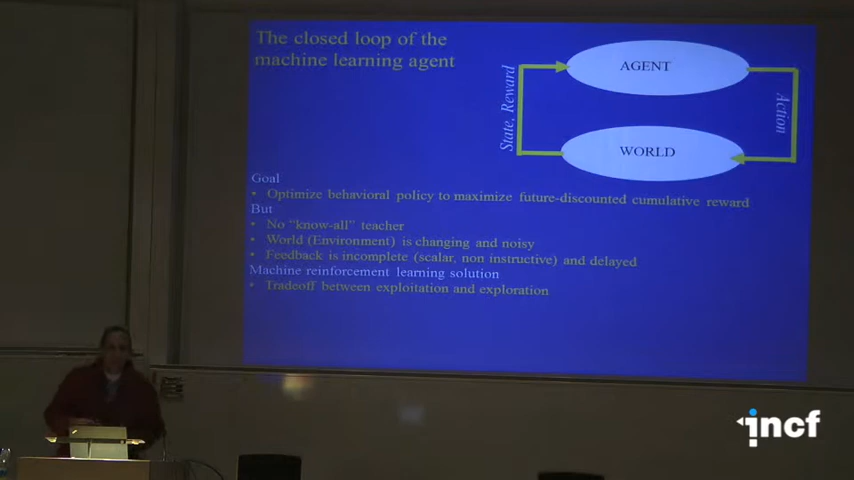 The closed loop of the
machine learning agent
AGENT
State, Reward
Action
WORLD
Goal
• Optimize behavioral policy to maximize future-discounted cumulative reward
But
• No “know-all” teacher
• World (Environment) is changing and noisy
• Feedback is incomplete (scalar, non instructive) and delayed
Machine reinforcement learning solution
• Tradeoff between exploitation and exploration
incf